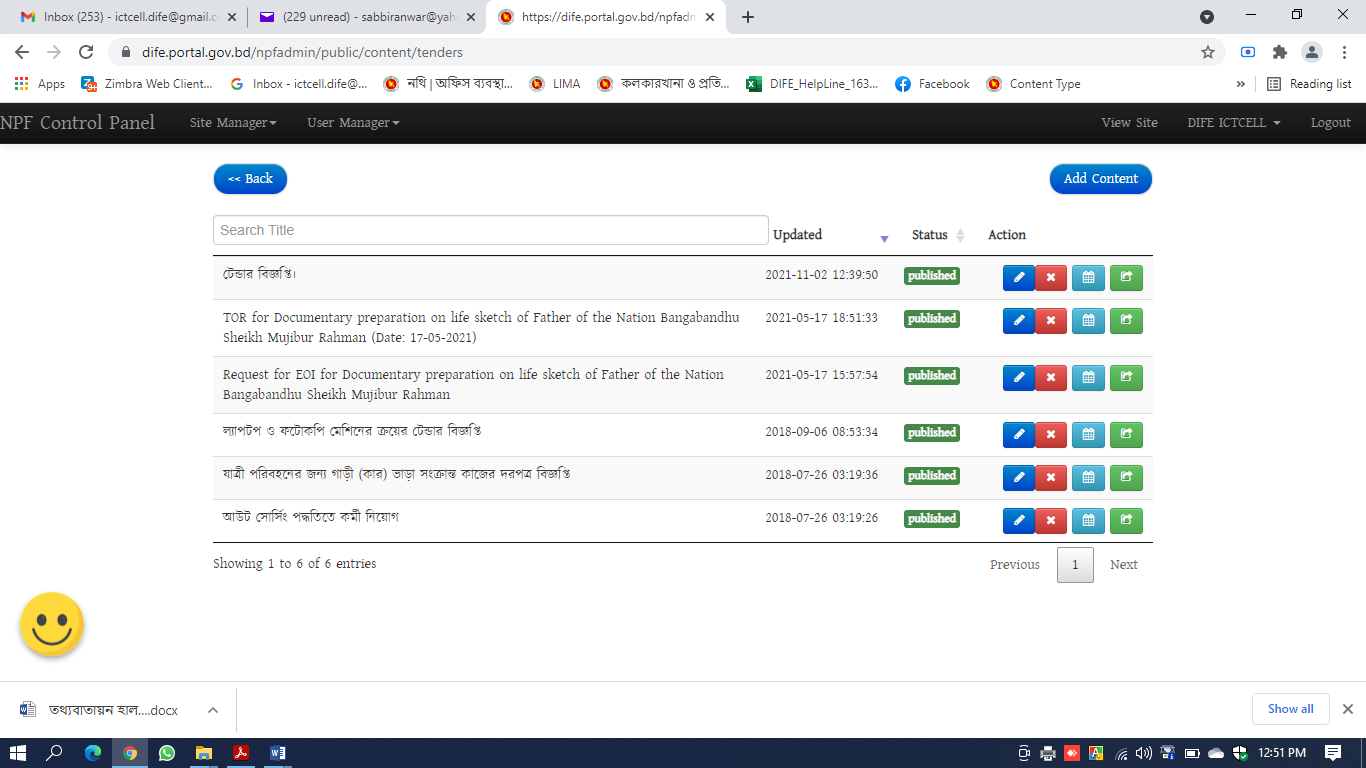 Inbox (253) - ictcell.dife@gmail.c
(229 unread) - sabbiranwar@yah
https://dife.portal.gov.bd/npfadm
dife.portal.gov.bd/npfadmin/public/content/tenders
Apps
Zimbra Web Client...
Inbox - ictcell.dife@...
নথি | অফিস ব্যবস্থা...
LIMA
কলকারখানা ও প্রতি...
DIFE_HelpLine_163...
Facebook
Content Type
»
Reading list
NPF Control Panel
Site Manager
User Manager
View Site
DIFE ICTCELL
Logout
<< Back
Add Content
Search Title
Updated
Status
Action
টেন্ডার বিজ্ঞপ্তি।
2021-11-02 12:39:50
published
TOR for Documentary preparation on life sketch of Father of the Nation Bangabandhu
Sheikh Mujibur Rahman (Date: 17-05-2021)
2021-05-17 18:51:33
published
Request for EOI for Documentary preparation on life sketch of Father of the Nation
Bangabandhu Sheikh Mujibur Rahman
2021-05-17 15:57:54
published
ল্যাপটপ ও ফটোকপি মেশিনের ক্রয়ের টেন্ডার বিজ্ঞপ্তি
2018-09-06 08:53:34
published
যাত্রী পরিবহনের জন্য গাড়ী (কার) ভাড়া সংক্রান্ত কাজের দরপত্র বিজ্ঞপ্তি
2018-07-26 03:19:36
published
আউট সোর্সিং পদ্ধতিতে কর্মী নিয়োগ
2018-07-26 03:19:26
published
Showing 1 to 6 of 6 entries
Previous
1
Next
তথ্যবাতায়ন হাল....docx
Show all
12:51 PM